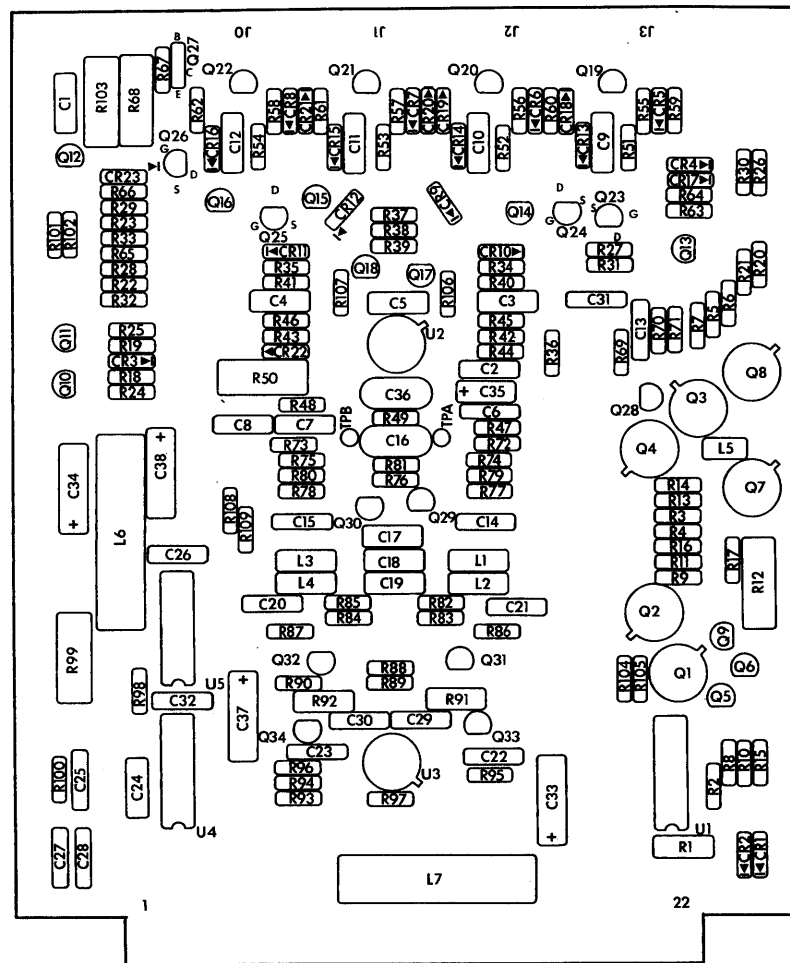 J0 J1 J2 J3
B
Q27
C
E
R67
C1
R103
R68
Q22
Q21
Q20
Q19
R62
R58
CR8
CR21
R61
R57
CR7
CR20
CR19
R56
CR6
R60
CR18
R55
CR5
R59
CR16
C12
R54
CR15
C11
R53
CR14
C10
R52
CR13
C9
R51
Q12
Q26
G
D
S
CR4
CR17
R64
R63
R30
R26
CR23
R66
R29
R23
R33
R65
R28
R22
R32
R101
R102
Q16
Q15
CR12
CR9
Q14
D
G
S
Q25
D
S
G
Q24
Q23
S
G
D
R37
R38
R39
CR11
R35
R41
C4
R46
R43
CR22
R50
Q18
Q17
R107
R106
C5
U2
CR10
R34
R40
C3
R45
R42
R44
C2
C35
+
C6
R47
R72
R74
R79
R77
R27
R31
C31
Q13
R36
R69
C13
R70
R71
R7
R5
R6
R21
R20
Q11
Q10
R25
R19
CR3
R18
R24
R48
C8
C7
R73
R75
R80
R78
TPB
C36
R49
C16
TPA
R81
R76
Q28
Q3
Q8
Q4
L5
Q7
C34
+
L6
C38
+
R108
R109
C15
Q30
Q29
C14
C17
C18
C19
L3
L4
L1
L2
C26
C20
R85
R84
R82
R83
C21
R87
R86
R14
R13
R3
R4
R16
R11
R9
R17
R12
Q2
Q9
Q6
Q5
Q1
R104
R105
R99
R98
U5
C32
C37
+
Q32
R90
R92
R88
R89
Q31
R91
C30
C29
Q34
C23
Q33
C22
R96
R94
R93
U3
R97
R95
C33
+
R100
C25
C24
U4
C27
C28
R2
R8
R10
R15
U1
R1
CR2
CR1
L7
1
22